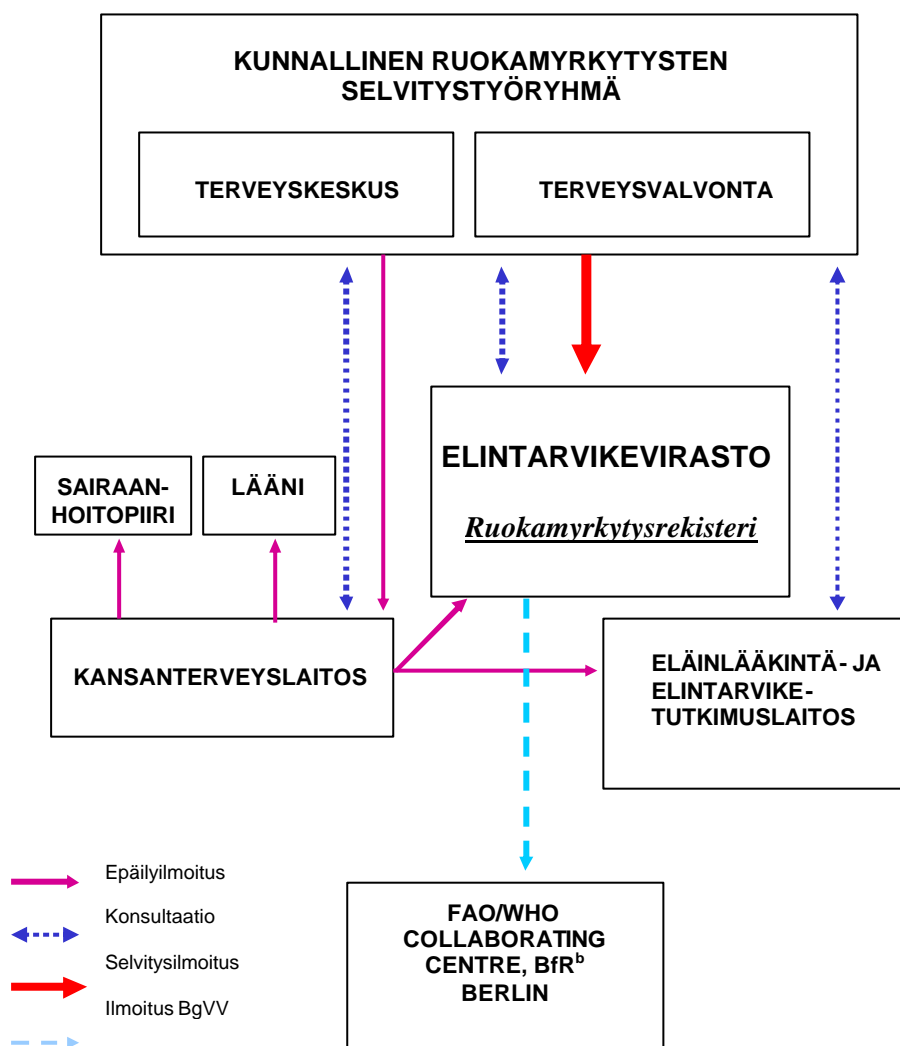 KUNNALLINEN RUOKAMYRKYTYSTEN
SELVITYSTYÖRYHMÄ
TERVEYSKESKUS
TERVEYSVALVONTA
ELINTARVIKEVIRASTO
Ruokamyrkytysrekisteri
SAIRAAN-
HOITOPIIRI
LÄÄNI
KANSANTERVEYSLAITOS
ELÄINLÄÄKINTÄ- JA
ELINTARVIKE-
TUTKIMUSLAITOS
Epäilyilmoitus
Konsultaatio
Selvitysilmoitus
Ilmoitus BgVV
FAO/WHO
COLLABORATING
CENTRE, BfRᵇ
BERLIN